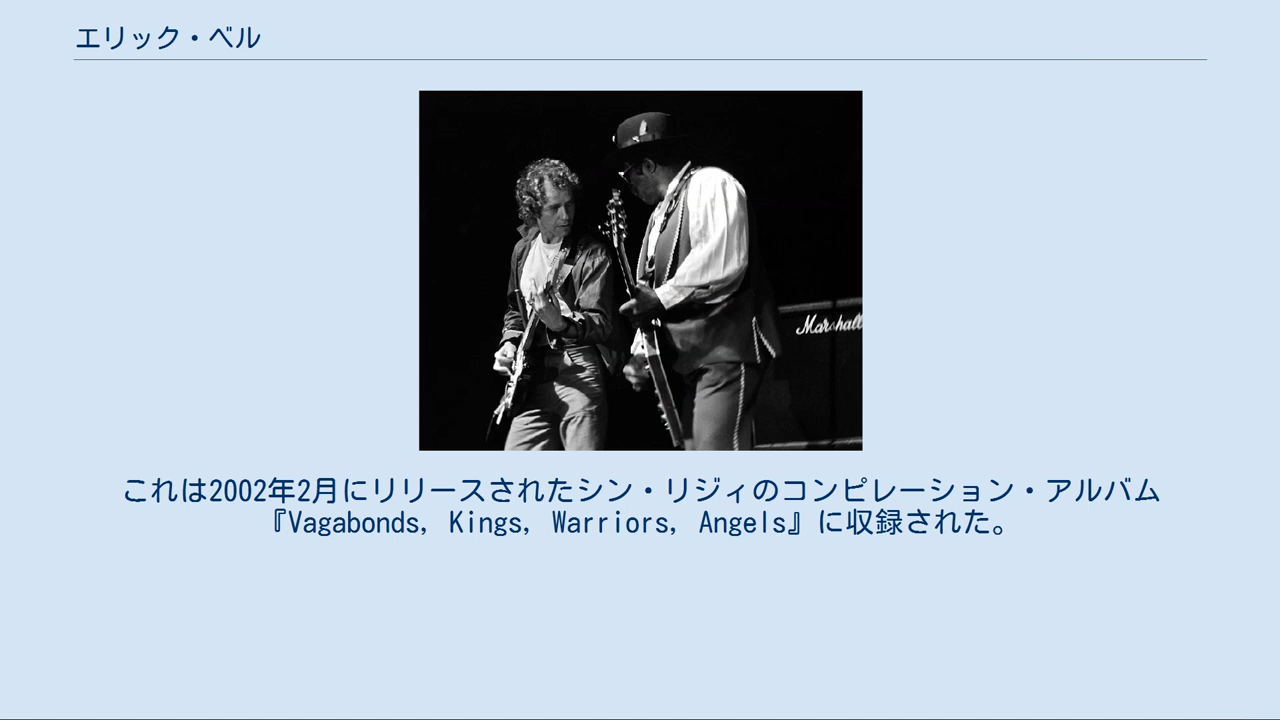 エリック・ベル
Marshall
これは2002年2月にリリースされたシン・リジィのコンピレーション・アルバム
『Vagabonds, Kings, Warriors, Angels』に収録された。